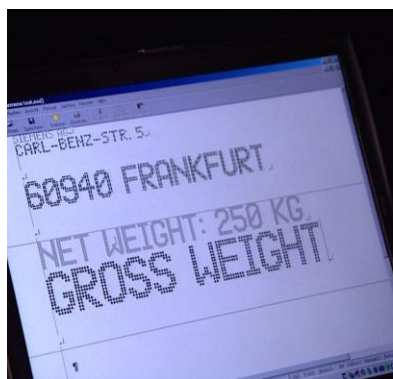 SIEMENS AG
CARL-BENZ-STR. 5
60940 FRANKFURT
NET WEIGHT: 250 KG
GROSS WEIGHT